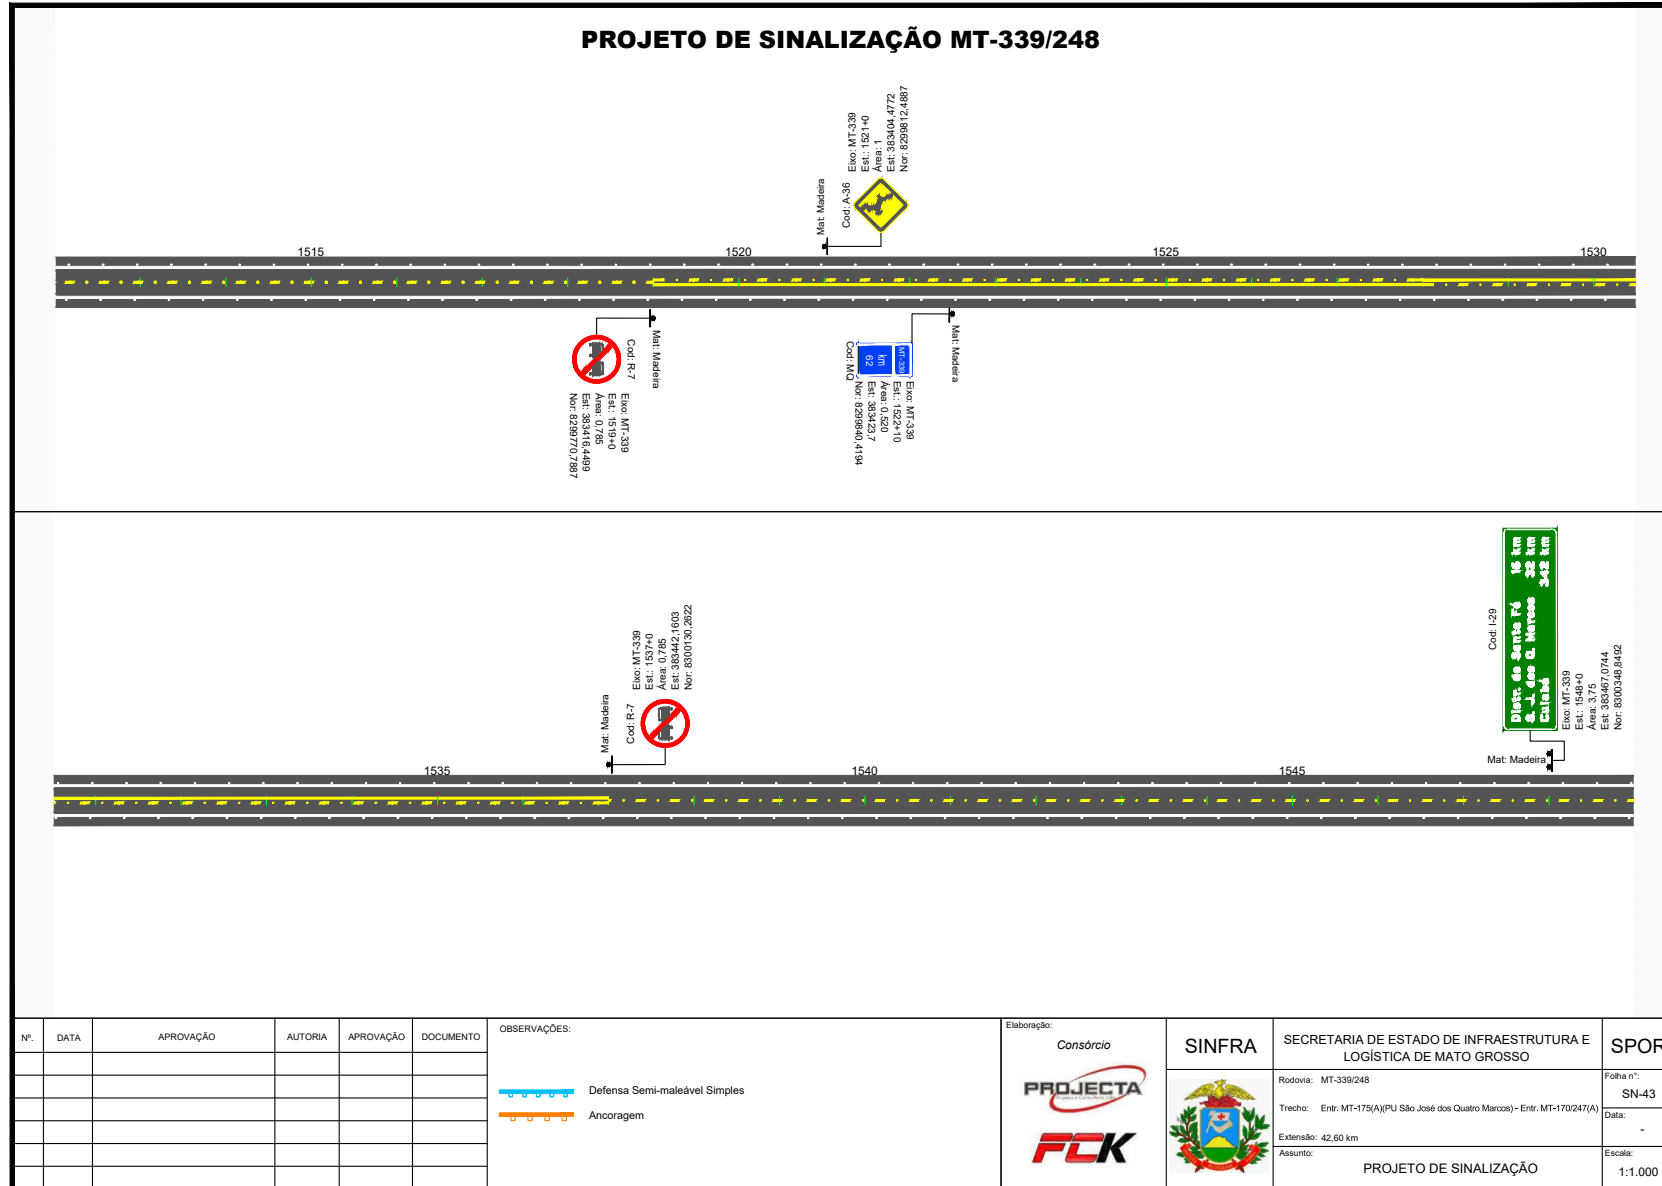 PROJETO DE SINALIZAÇÃO MT-339/248
Eixo: MT-339
Est.: 1521+0
Área: 1
Est: 383404,4772
Nor: 8299812,4887
Mat: Madeira
Cod: A-36
1515
1520
1525
1530
Mat: Madeira
Cod: R-7
Eixo: MT-339
Est.: 1519+0
Área: 0,785
Est: 383416,4499
Nor: 8299770,7887
Mat: Madeira
MT-339
km
62
Cod: MQ
Eixo: MT-339
Est.: 1522+10
Área: 0,520
Est: 383423,7
Nor: 8299840,4194
Eixo: MT-339
Est.: 1537+0
Área: 0,785
Est: 383442,1603
Nor: 8300130,2622
Mat: Madeira
Cod: R-7
Cod: I-29
Distr. de Santa Fé 16 km
S. J. dos Q. Marcos 32 km
Cuiabá 342 km
Eixo: MT-339
Est.: 1548+0
Área: 3,75
Est: 383467,0744
Nor: 8300348,8492
Mat: Madeira
1535
1540
1545
Nº.
DATA
APROVAÇÃO
AUTORIA
APROVAÇÃO
DOCUMENTO
OBSERVAÇÕES:
Defensa Semi-maleável Simples
Ancoragem
Elaboração:
Consórcio
PROJECTA
FCK
SINFRA
SECRETARIA DE ESTADO DE INFRAESTRUTURA E
LOGÍSTICA DE MATO GROSSO
SPOR
Rodovia: MT-339/248
Trecho: Entr. MT-175(A)(PU São José dos Quatro Marcos) - Entr. MT-170/247(A)
Extensão: 42,60 km
Assunto:
PROJETO DE SINALIZAÇÃO
Folha n°:
SN-43
Data:
-
Escala:
1:1.000